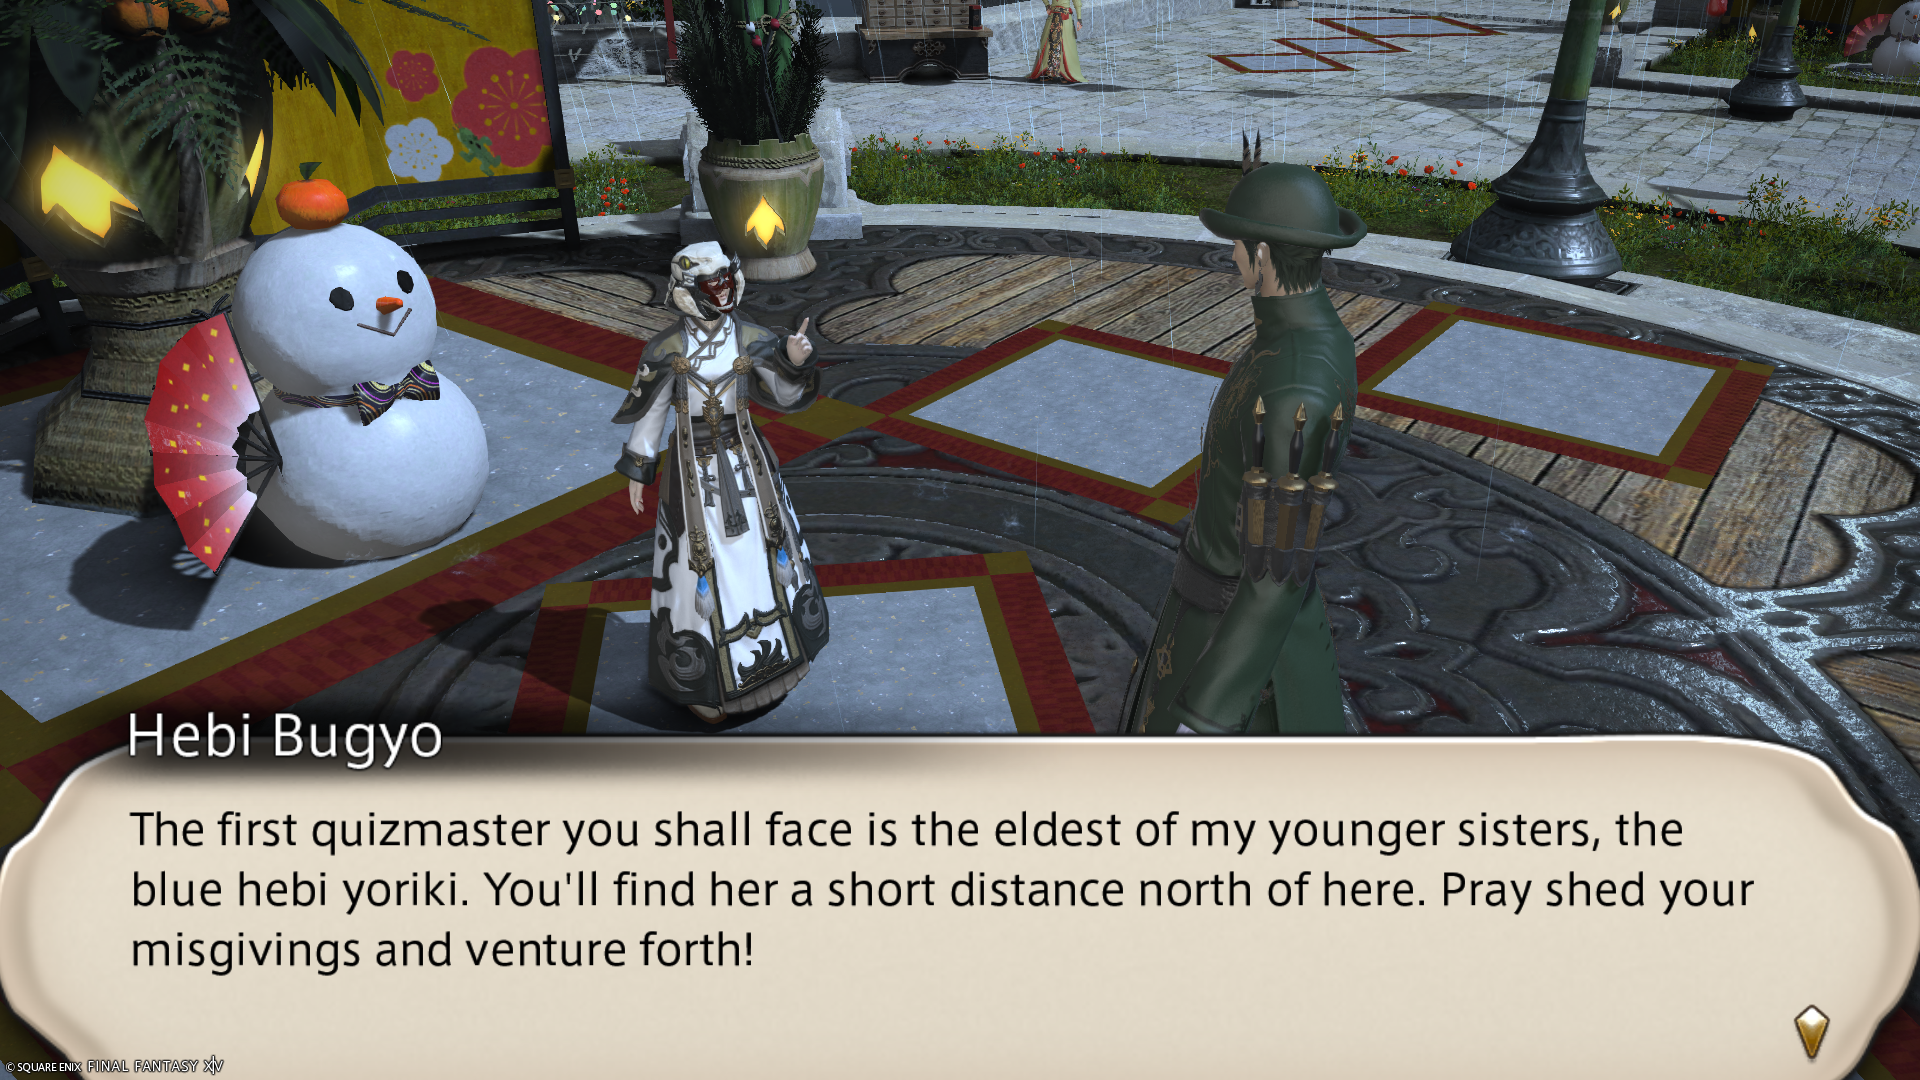 Hebi Bugyo
The first quizmaster you shall face is the eldest of my younger sisters, the
blue hebi yoriki. You'll find her a short distance north of here. Pray shed your
misgivings and venture forth!
© SQUARE ENIX FINAL FANTASY XIV